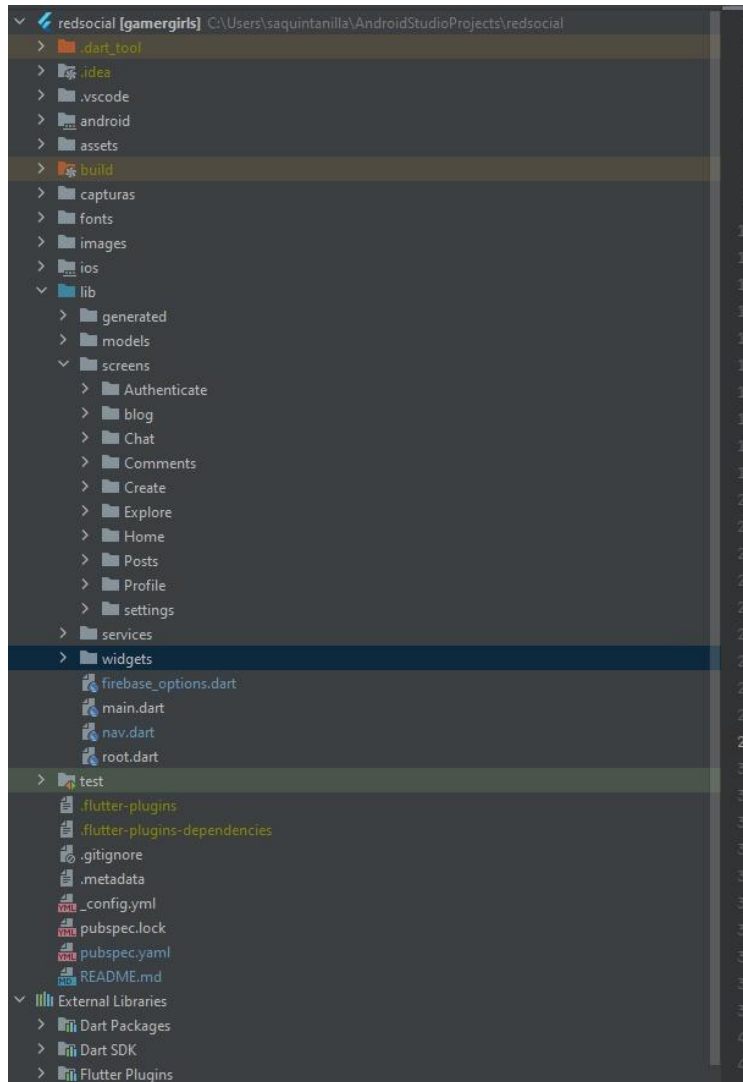 redsocial [gamergirls] C:\Users\saquintanilla\AndroidStudioProjects\redsocial
.dart_tool
.idea
.vscode
android
assets
build
capturas
fonts
images
ios
lib
generated
models
screens
Authenticate
blog
Chat
Comments
Create
Explore
Home
Posts
Profile
settings
services
widgets
firebase_options.dart
main.dart
nav.dart
root.dart
test
.flutter-plugins
.flutter-plugins-dependencies
.gitignore
.metadata
_config.yml
pubspec.lock
pubspec.yaml
README.md
External Libraries
Dart Packages
Dart SDK
Flutter Plugins